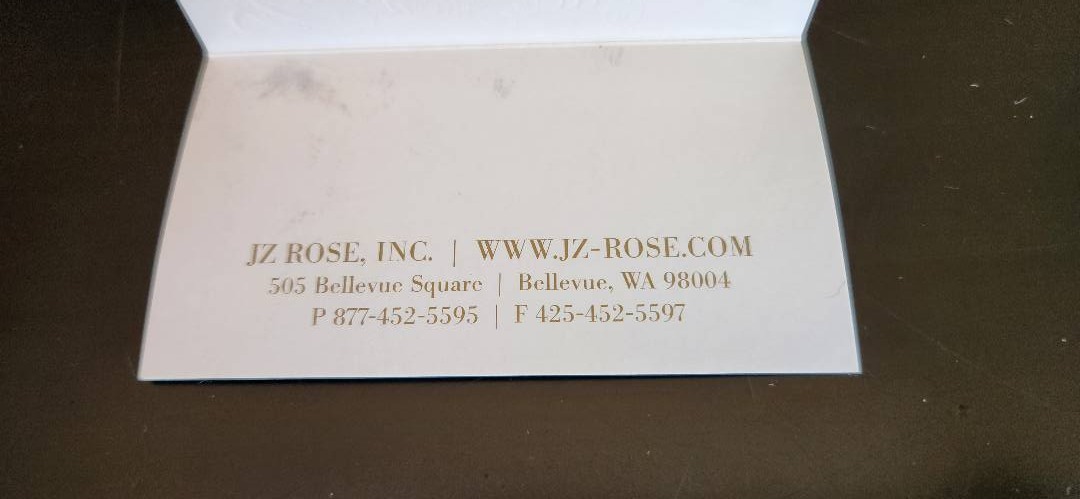 JZ ROSE, INC. | WWW.JZ-ROSE.COM
505 Bellevue Square | Bellevue, WA 98004
P 877-452-5595 | F 425-452-5597